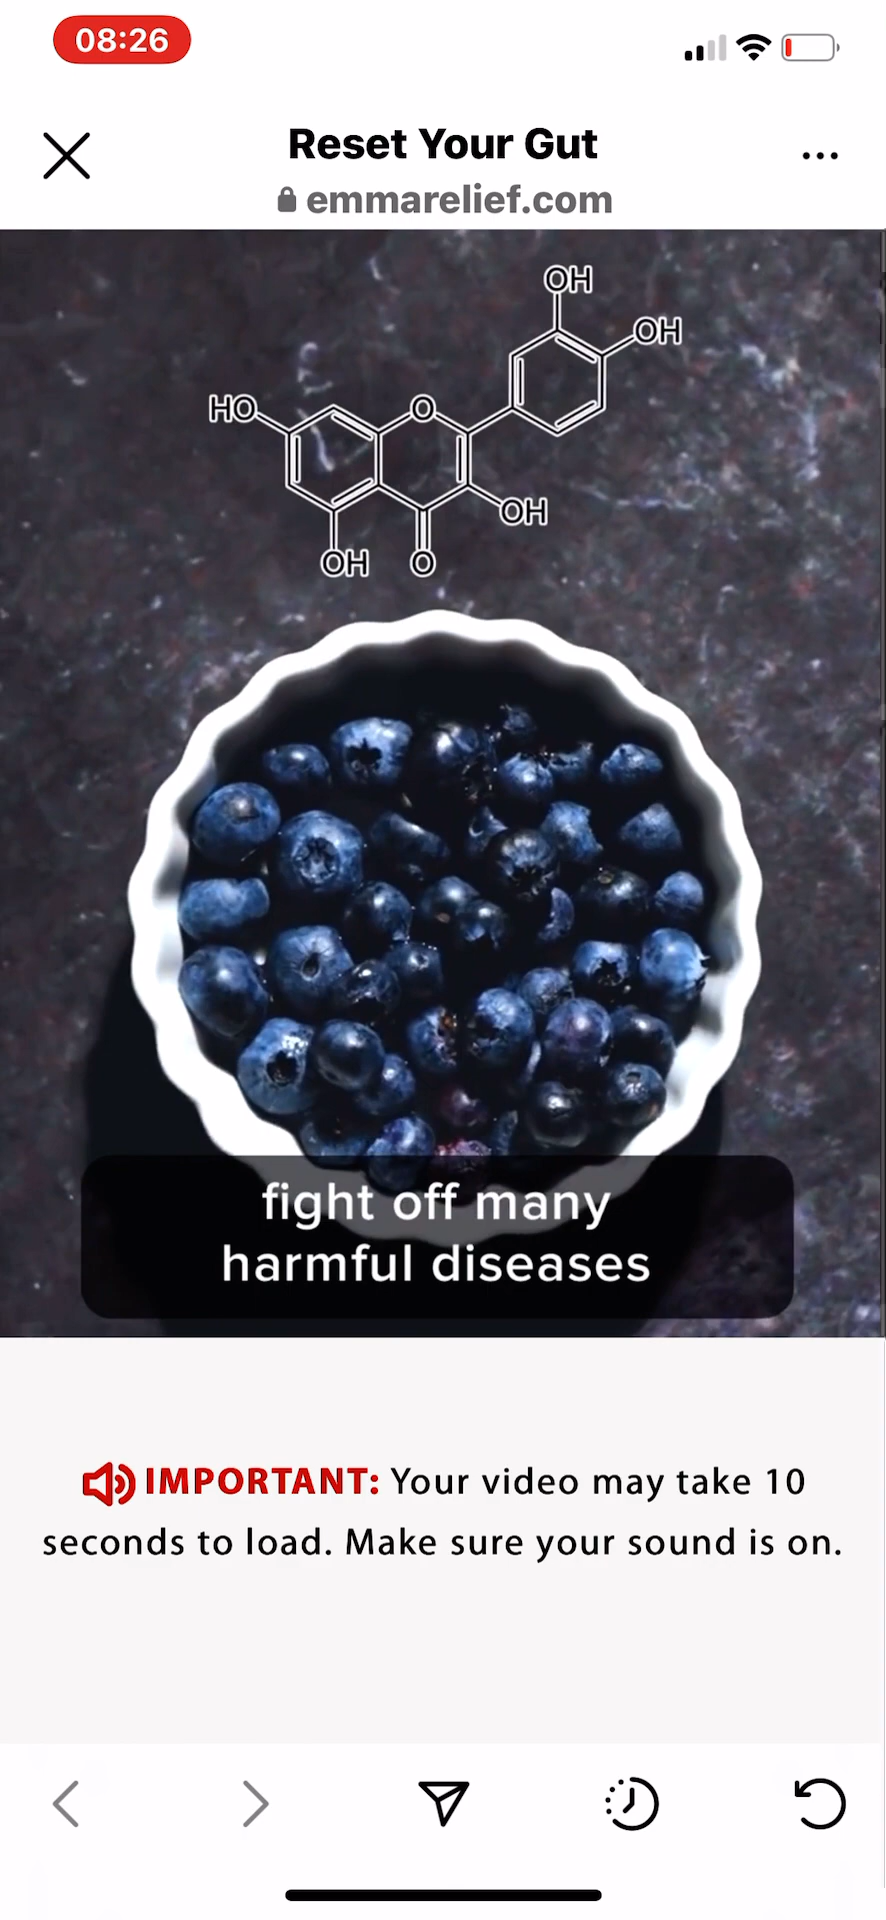 08:26
Reset Your Gut
emmarelief.com
OH
OH
HO
O
OH
OH
O
fight off many
harmful diseases
IMPORTANT: Your video may take 10
seconds to load. Make sure your sound is on.